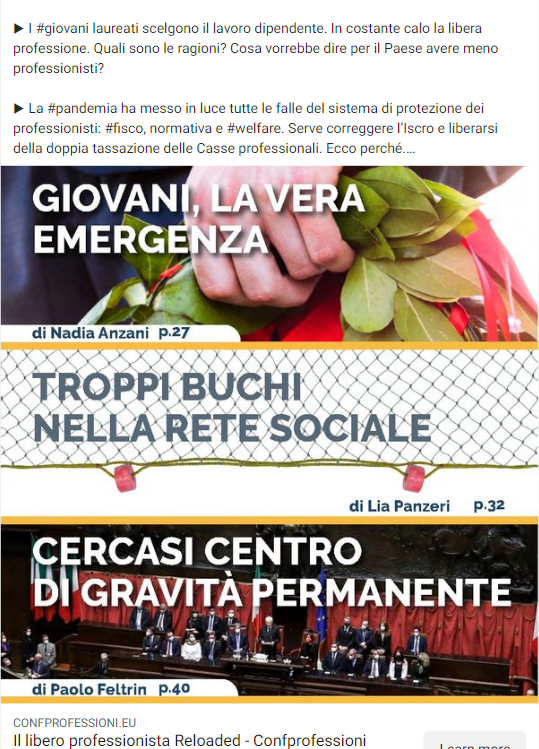 ▶ I #giovani laureati scelgono il lavoro dipendente. In costante calo la libera
professione. Quali sono le ragioni? Cosa vorrebbe dire per il Paese avere meno
professionisti?
▶ La #pandemia ha messo in luce tutte le falle del sistema di protezione dei
professionisti: #fisco, normativa e #welfare. Serve correggere l’Iscro e liberarsi
della doppia tassazione delle Casse professionali. Ecco perché....
GIOVANI, LA VERA
EMERGENZA
di Nadia Anzani p.27
TROPPI BUCHI
NELLA RETE SOCIALE
di Lia Panzeri p.32
CERCASI CENTRO
DI GRAVITÀ PERMANENTE
di Paolo Feltrin p.40
CONFPROFESSIONI.EU
Il libero professionista Reloaded - Confprofessioni
Learn more